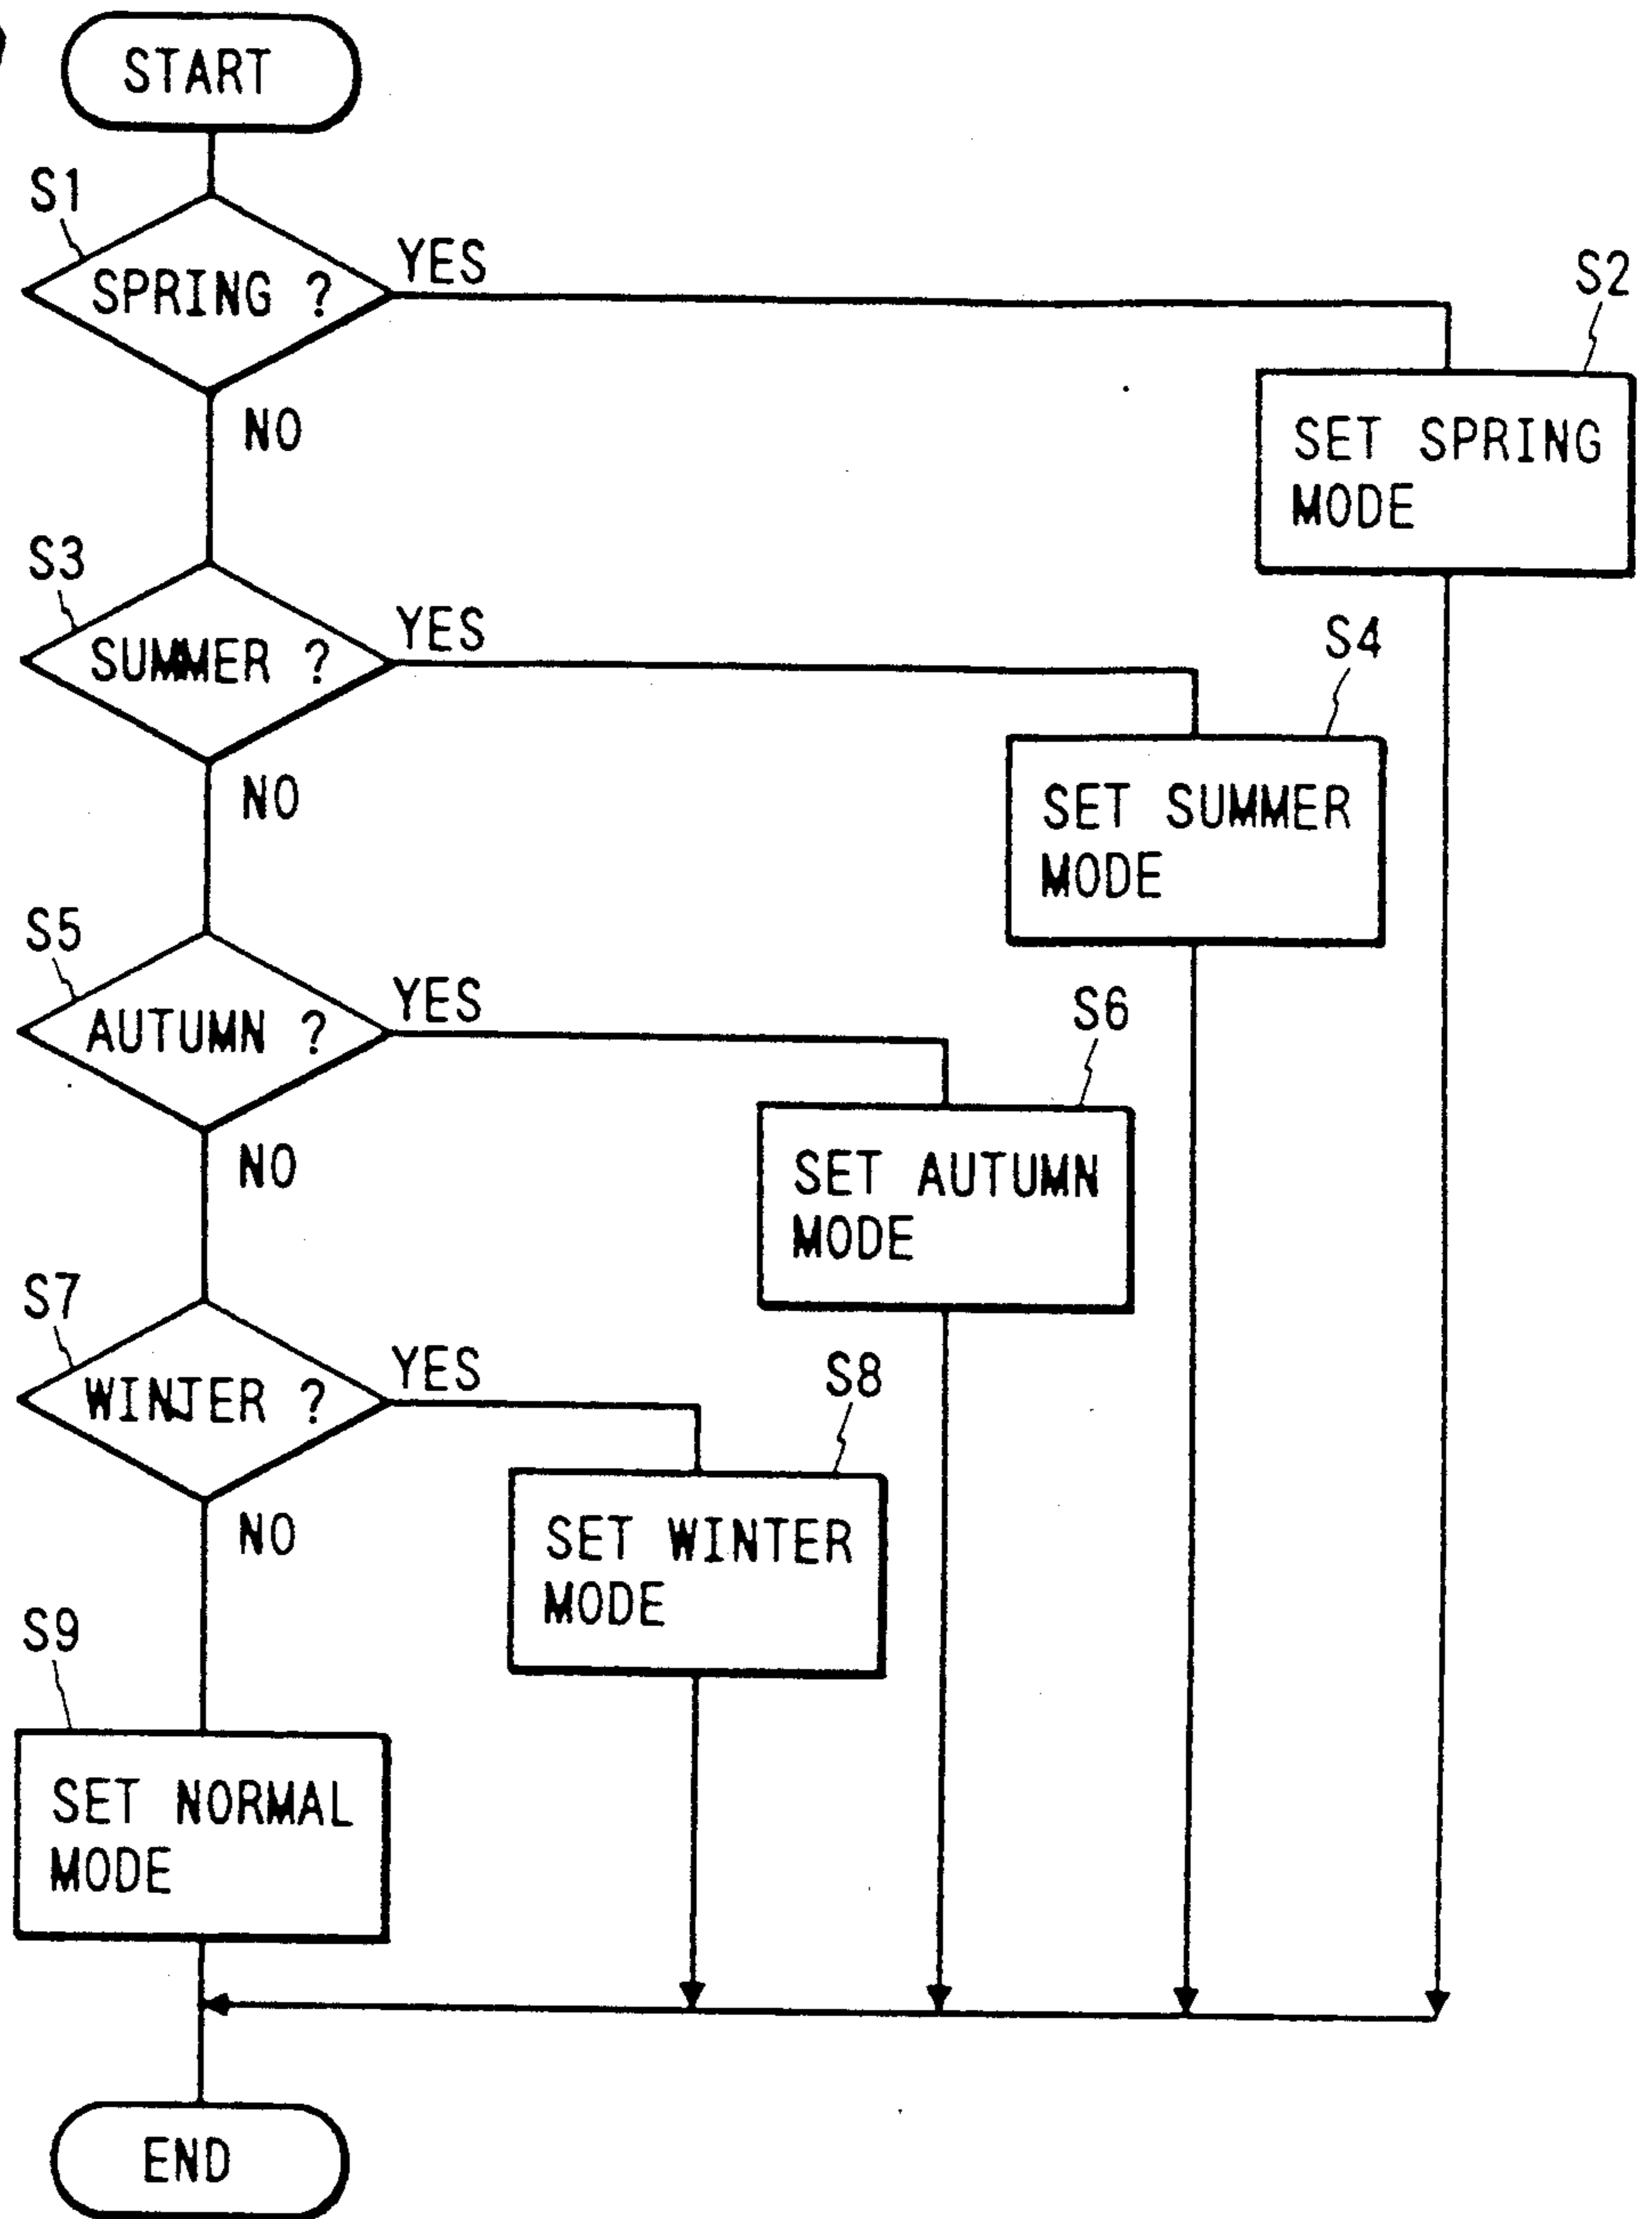 START
S1
SPRING ?
YES
NO
S2
SET SPRING
MODE
S3
SUMMER ?
YES
NO
S4
SET SUMMER
MODE
S5
AUTUMN ?
YES
NO
S6
SET AUTUMN
MODE
S7
WINTER ?
YES
NO
S8
SET WINTER
MODE
S9
SET NORMAL
MODE
END